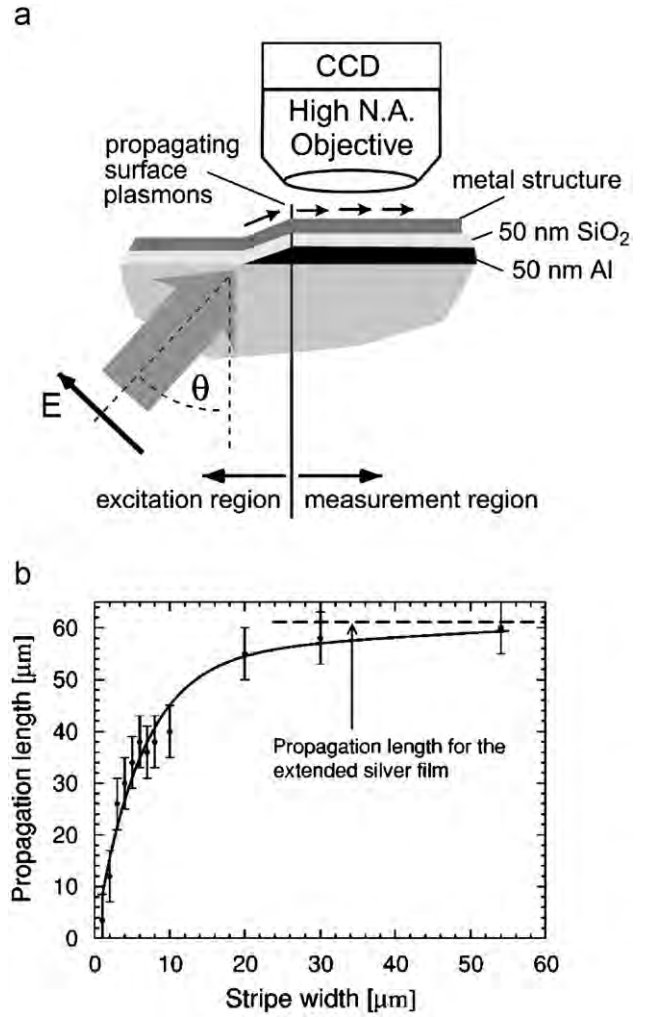 a
CCD
High N.A.
Objective
propagating
surface
plasmons
metal structure
50 nm SiO₂
50 nm Al
θ
E
excitation region
measurement region
b
Propagation length [μm]
60
50
40
30
20
10
0
Propagation length for the
extended silver film
0 10 20 30 40 50 60
Stripe width [μm]